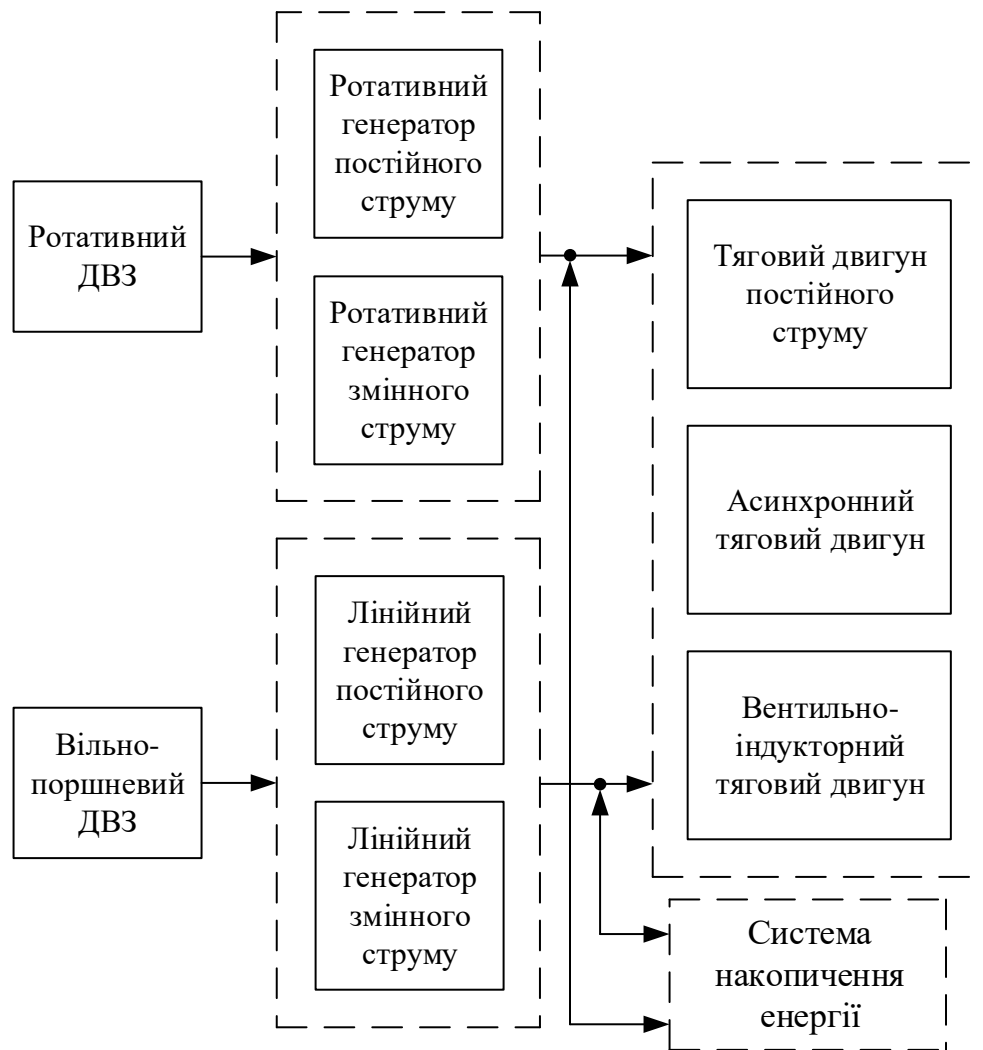 Ротативний
ДВЗ
Ротативний
генератор
постійного
струму
Ротативний
генератор
змінного
струму
Вільно-
поршневий
ДВЗ
Лінійний
генератор
постійного
струму
Лінійний
генератор
змінного
струму
Тяговий двигун
постійного
струму
Асинхронний
тяговий двигун
Вентильно-
індукторний
тяговий двигун
Система
накопичення
енергії